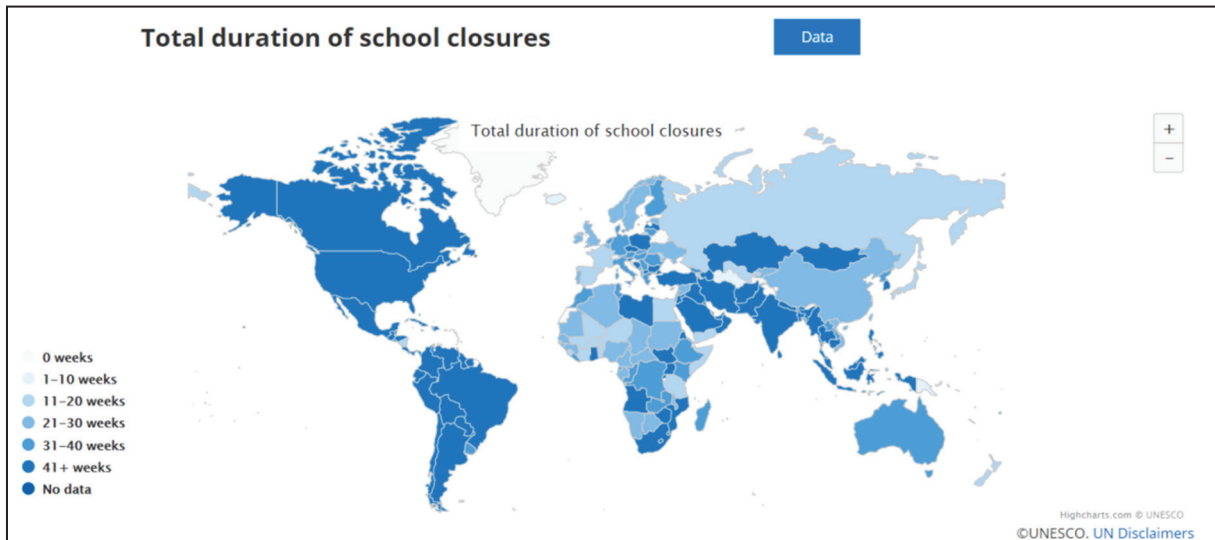 Total duration of school closures
Data
Total duration of school closures
+
−
0 weeks
1–10 weeks
11–20 weeks
21–30 weeks
31–40 weeks
41+ weeks
No data
Highcharts.com © UNESCO
©UNESCO. UN Disclaimers